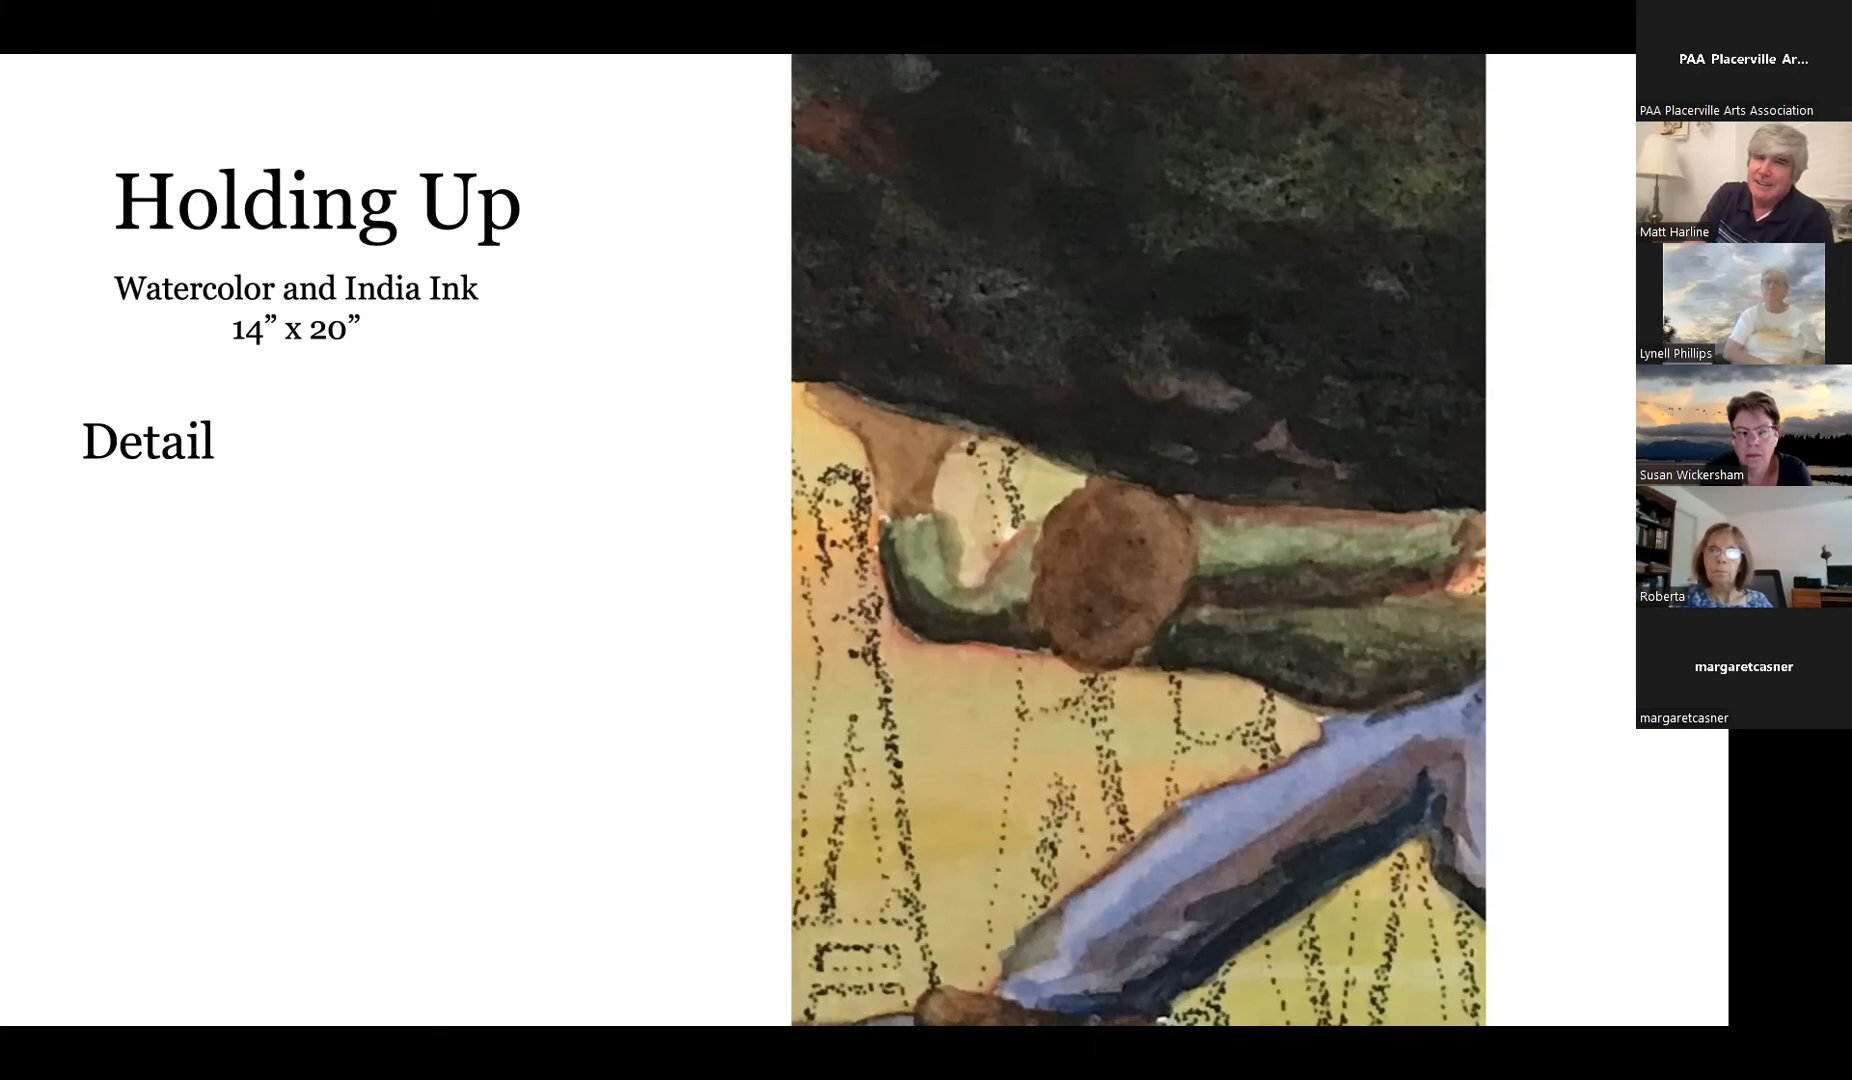 Holding Up
Watercolor and India Ink
14” x 20”
Detail
PAA Placerville Ar...
PAA Placerville Arts Association
Matt Harline
Lynell Phillips
Susan Wickersham
Roberta
margaretcasner
margaretcasner